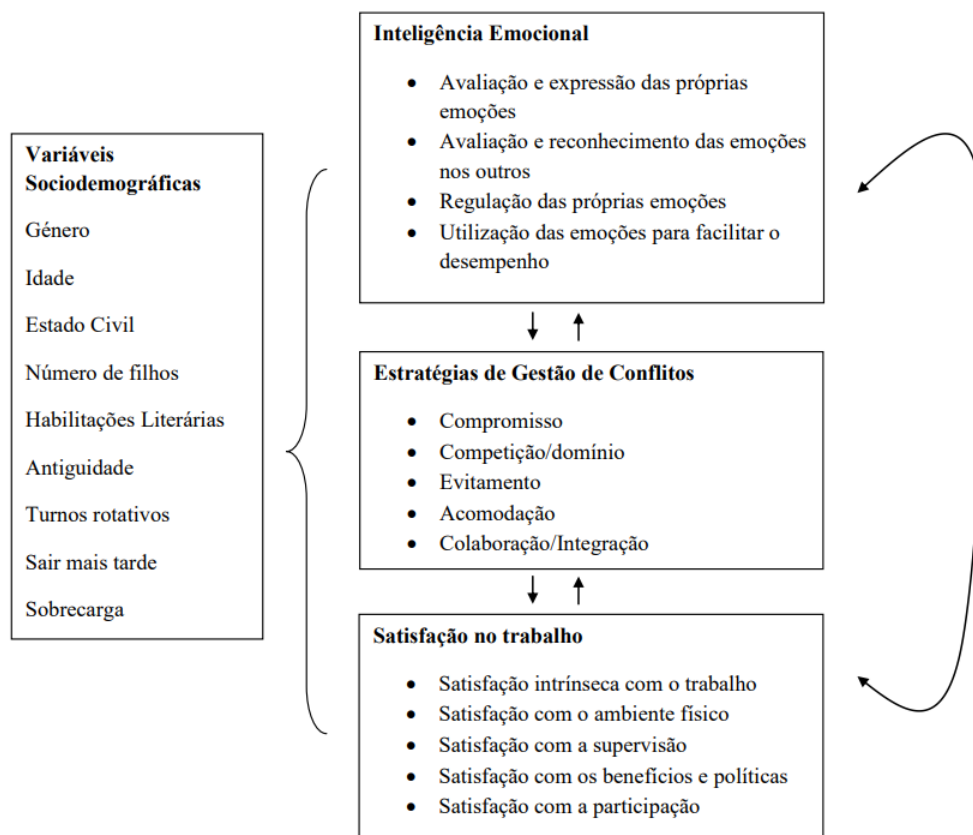 Variáveis
Sociodemográficas
Género
Idade
Estado Civil
Número de filhos
Habilitações Literárias
Antiguidade
Turnos rotativos
Sair mais tarde
Sobrecarga
Inteligência Emocional
• Avaliação e expressão das próprias
emoções
• Avaliação e reconhecimento das emoções
nos outros
• Regulação das próprias emoções
• Utilização das emoções para facilitar o
desempenho
Estratégias de Gestão de Conflitos
• Compromisso
• Competição/domínio
• Evitamento
• Acomodação
• Colaboração/Integração
Satisfação no trabalho
• Satisfação intrínseca com o trabalho
• Satisfação com o ambiente físico
• Satisfação com a supervisão
• Satisfação com os benefícios e políticas
• Satisfação com a participação